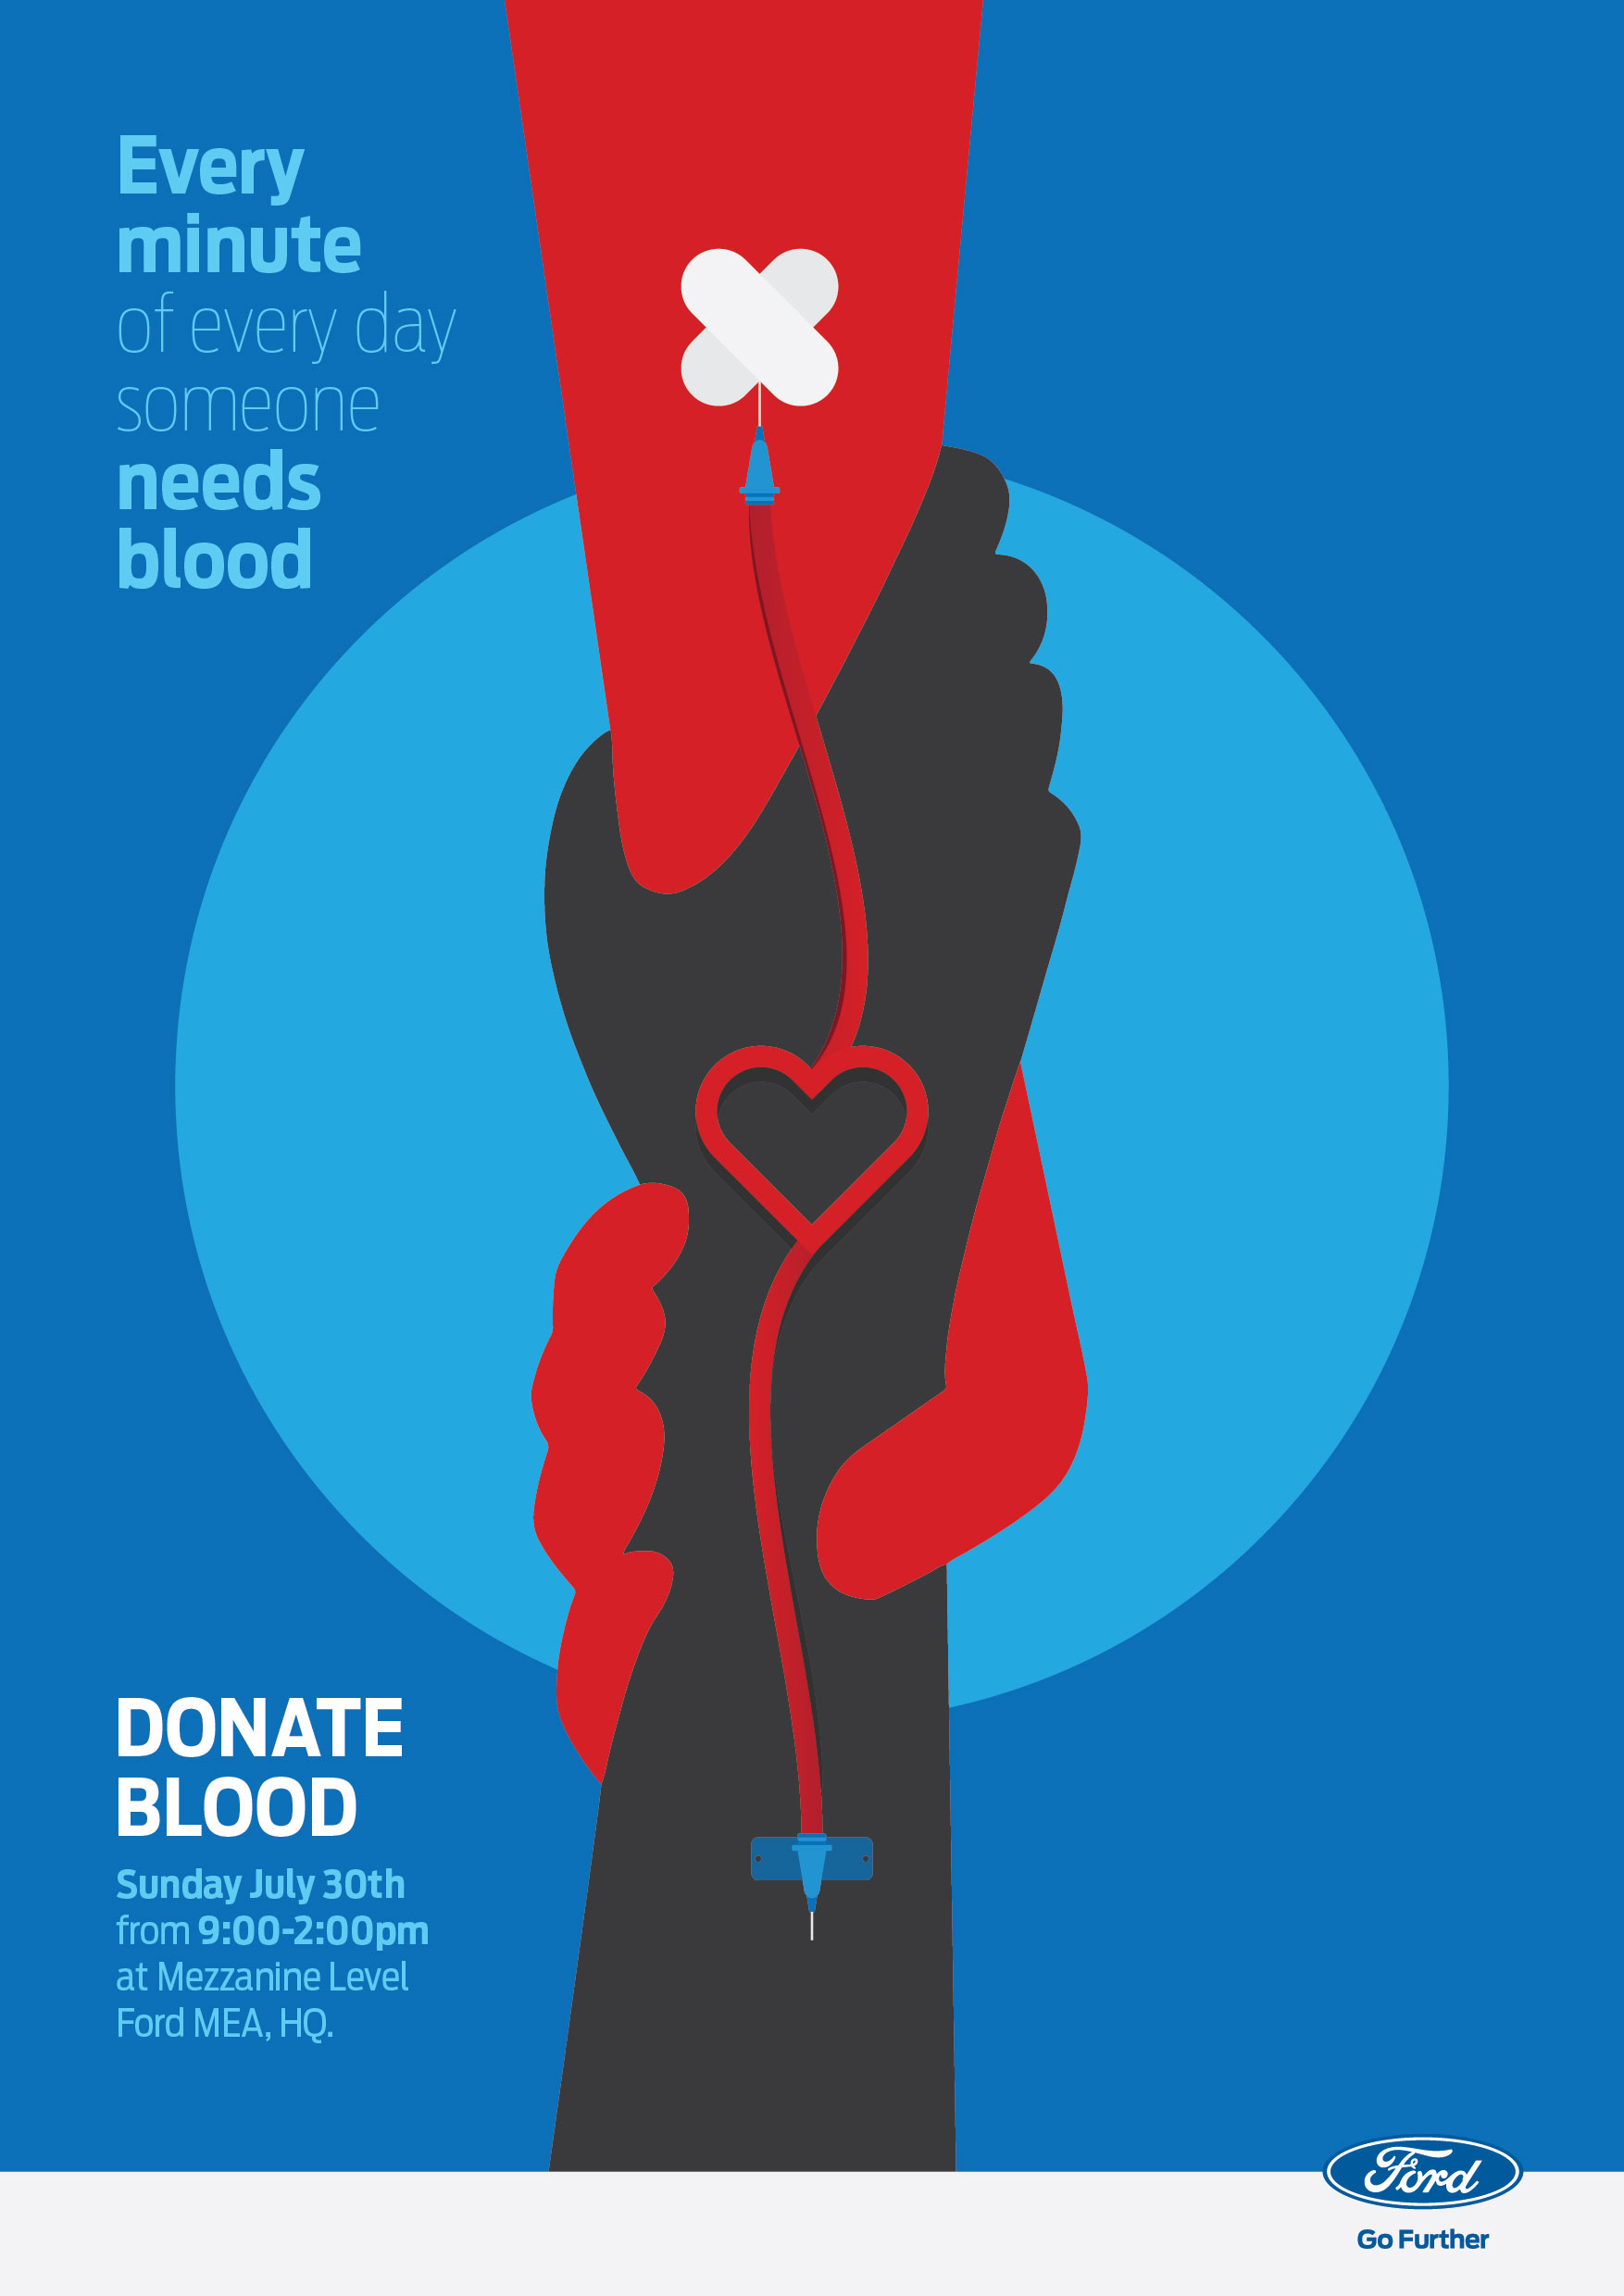 Every
minute
of every day
someone
needs
blood
DONATE
BLOOD
Sunday July 30th
from 9:00-2:00pm
at Mezzanine Level
Ford MEA, HQ.
Ford
Go Further